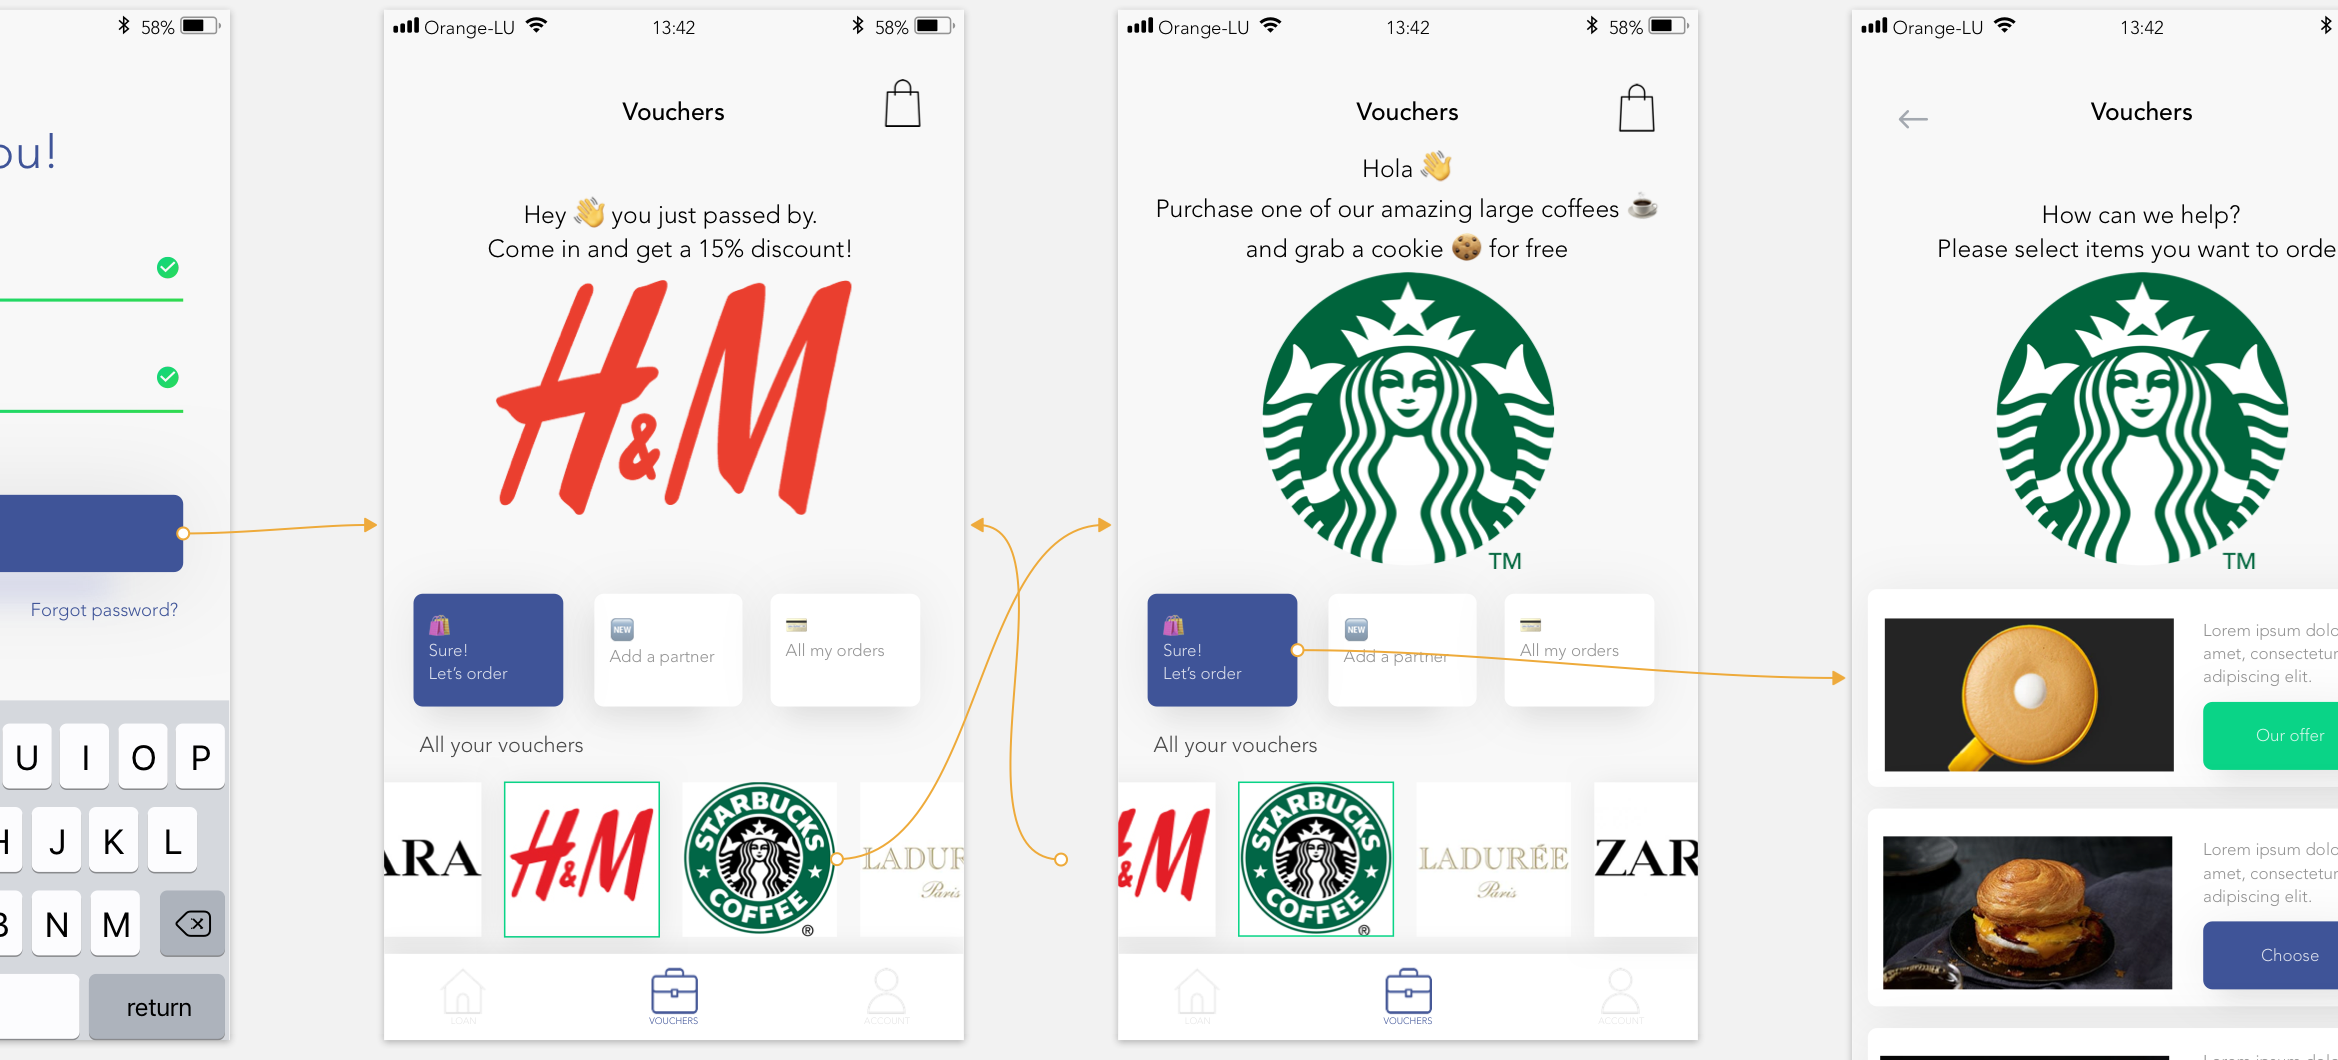 58%
ou!
Forgot password?
U I O P
H J K L
B N M
return
Orange-LU 13:42 58%
Vouchers
Hey 👋 you just passed by.
Come in and get a 15% discount!
H&M
Sure!
Let's order
NEW
Add a partner
All my orders
All your vouchers
ARA
H&M
STARBUCKS
COFFEE
®
LADUR
Paris
LOAN
VOUCHERS
ACCOUNT
Orange-LU 13:42 58%
Vouchers
Hola 👋
Purchase one of our amazing large coffees ☕
and grab a cookie 🍪 for free
TM
Sure!
Let's order
NEW
Add a partner
All my orders
All your vouchers
&M
STARBUCKS
COFFEE
®
LADURÉE
Paris
ZAR
LOAN
VOUCHERS
ACCOUNT
Orange-LU 13:42
Vouchers
How can we help?
Please select items you want to orde
TM
Lorem ipsum dolo
amet, consectetur
adipiscing elit.
Our offer
Lorem ipsum dolo
amet, consectetur
adipiscing elit.
Choose